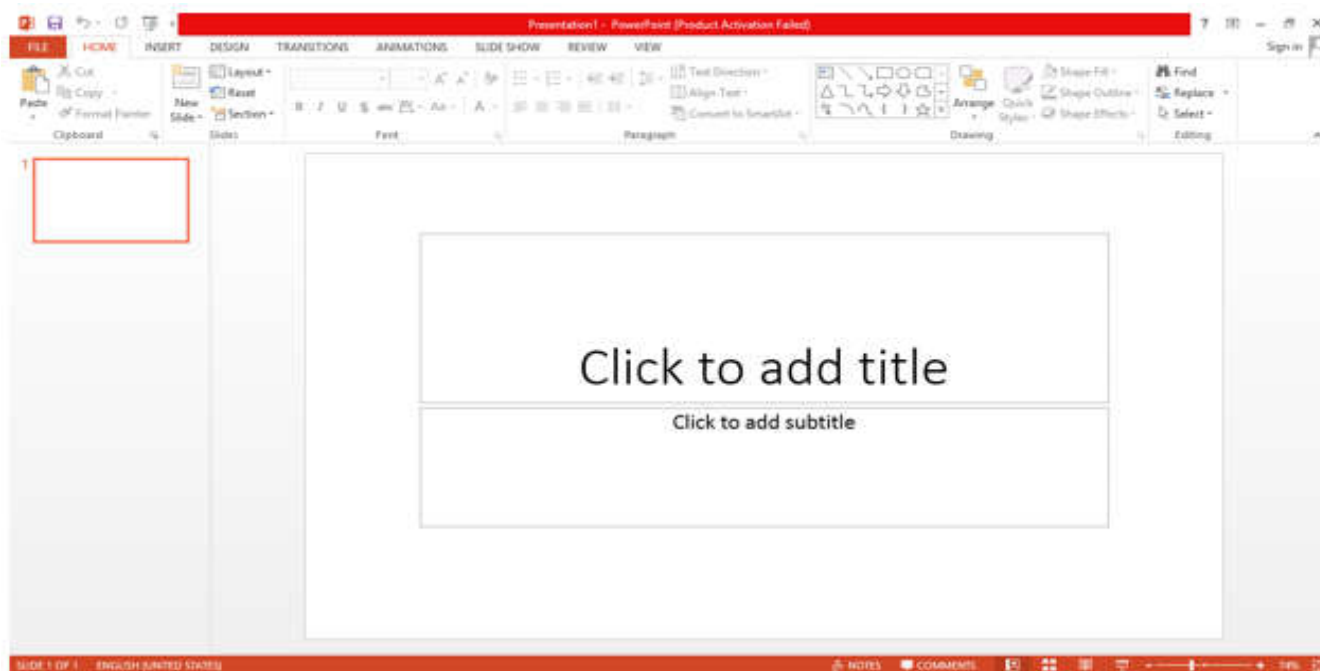 Presentation1 - PowerPoint (Product Activation Failed)
FILE HOME INSERT DESIGN TRANSITIONS ANIMATIONS SLIDE SHOW REVIEW VIEW Sign in
Cut Layout Text Direction Shape Fill Find
Copy Reset Align Text Shape Outline Replace
Paste Format Painter New Slide Section Convert to SmartArt Arrange Quick Styles Shape Effects Select
Clipboard Slides Font Paragraph Drawing Editing
1
Click to add title
Click to add subtitle
SLIDE 1 OF 1 ENGLISH (UNITED STATES) NOTES COMMENTS